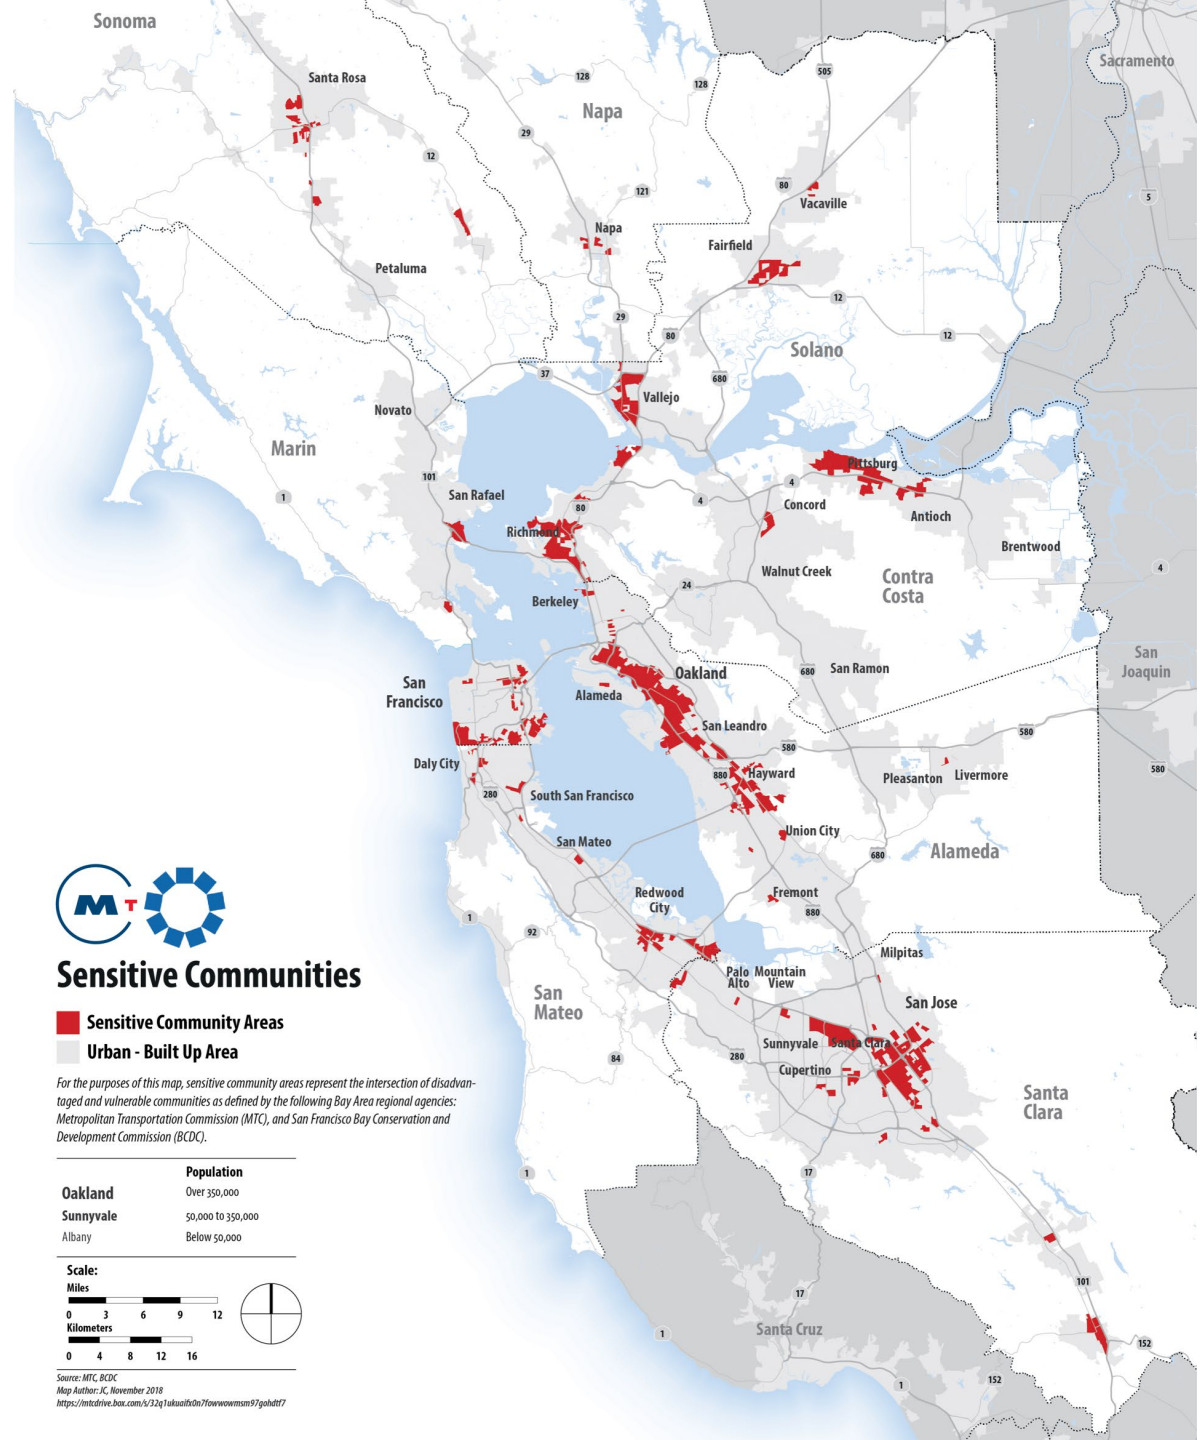 Sonoma
Sacramento
Santa Rosa
505
128
128
Napa
29
12
80
121
5
Vacaville
Napa
Fairfield
Petaluma
12
29
80
12
Solano
37
680
Vallejo
Novato
Marin
Pittsburg
101
4
San Rafael
1
4
80
Concord
Antioch
Richmond
Brentwood
4
Walnut Creek
Contra
Costa
24
Berkeley
San
Joaquin
San Ramon
680
Oakland
San
Francisco
Alameda
San Leandro
580
580
Daly City
580
880
Hayward
Pleasanton
Livermore
280
South San Francisco
Union City
San Mateo
Alameda
680
Redwood
City
Fremont
880
1
92
Milpitas
Palo
Alto
Mountain
View
San
Mateo
San Jose
Sunnyvale
Santa Clara
280
84
Cupertino
Santa
Clara
1
17
101
17
Santa Cruz
1
152
152
1
M T
Sensitive Communities
Sensitive Community Areas
Urban - Built Up Area
For the purposes of this map, sensitive community areas represent the intersection of disadvan-
taged and vulnerable communities as defined by the following Bay Area regional agencies:
Metropolitan Transportation Commission (MTC), and San Francisco Bay Conservation and
Development Commission (BCDC).
Population
Oakland Over 350,000
Sunnyvale 50,000 to 350,000
Albany Below 50,000
Scale:
Miles
0 3 6 9 12
Kilometers
0 4 8 12 16
Source: MTC, BCDC
Map Author: JC, November 2018